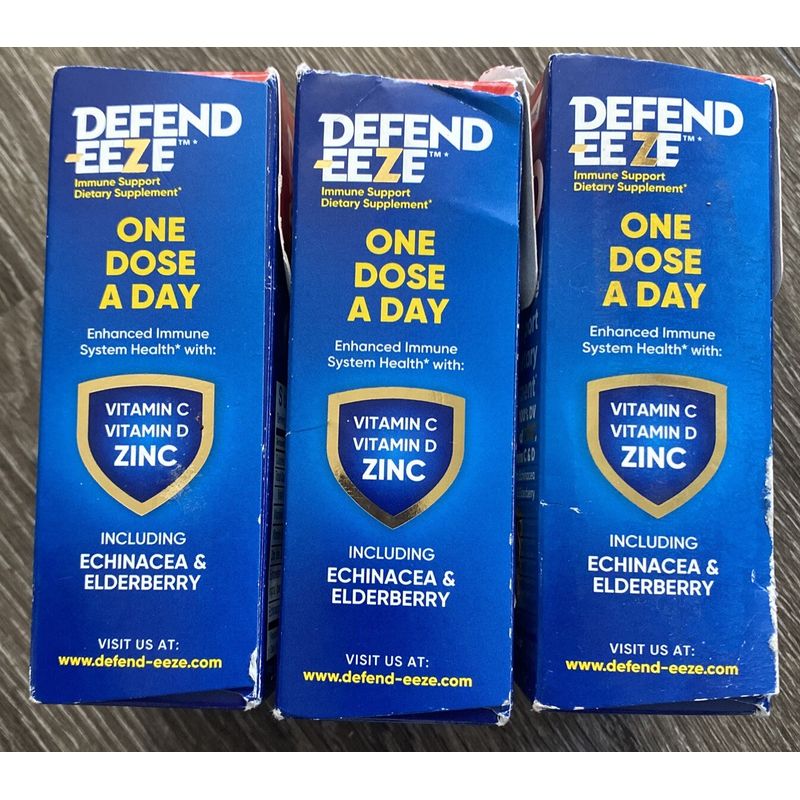 DEFEND
-EEZE™*
Immune Support
Dietary Supplement*
ONE
DOSE
A DAY
Enhanced Immune
System Health* with:
VITAMIN C
VITAMIN D
ZINC
INCLUDING
ECHINACEA &
ELDERBERRY
VISIT US AT:
www.defend-eeze.com
DEFEND
-EEZE™*
Immune Support
Dietary Supplement*
ONE
DOSE
A DAY
Enhanced Immune
System Health* with:
VITAMIN C
VITAMIN D
ZINC
INCLUDING
ECHINACEA &
ELDERBERRY
VISIT US AT:
www.defend-eeze.com
DEFEND
-EEZE™*
Immune Support
Dietary Supplement*
ONE
DOSE
A DAY
Enhanced Immune
System Health* with:
VITAMIN C
VITAMIN D
ZINC
INCLUDING
ECHINACEA &
ELDERBERRY
VISIT US AT:
www.defend-eeze.com